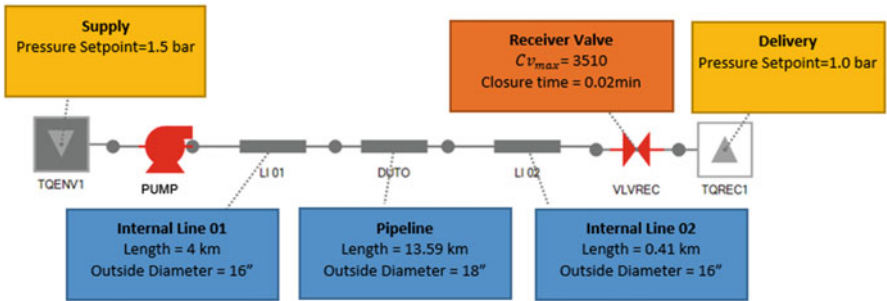 Supply
Pressure Setpoint=1.5 bar
Receiver Valve
Cv_max= 3510
Closure time = 0.02min
Delivery
Pressure Setpoint=1.0 bar
TQENV1
PUMP
LI 01
DUTO
LI 02
VLVREC
TQREC1
Internal Line 01
Length = 4 km
Outside Diameter = 16”
Pipeline
Length = 13.59 km
Outside Diameter = 18”
Internal Line 02
Length = 0.41 km
Outside Diameter = 16”